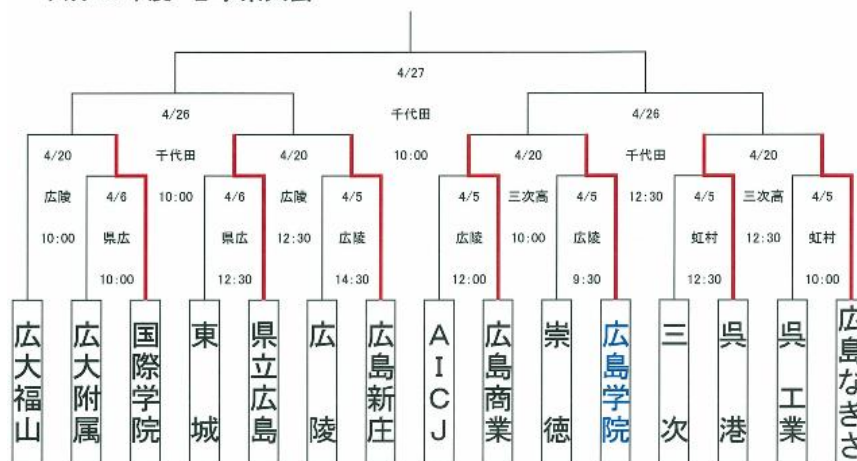 4/27
4/26
千代田
4/26
4/20
千代田
4/20
10:00
4/20
千代田
4/20
広陵
4/6
10:00
4/6
広陵
4/5
4/5
三次高
4/5
12:30
4/5
三次高
4/5
10:00
県広
県広
12:30
広陵
広陵
10:00
広陵
虹村
12:30
虹村
10:00
12:30
14:30
12:00
9:30
12:30
10:00
広大福山
広大附属
国際学院
東城
県立広島
広陵
広島新庄
AICJ
広島商業
崇徳
広島学院
三次
呉港
呉工業
広島なぎさ